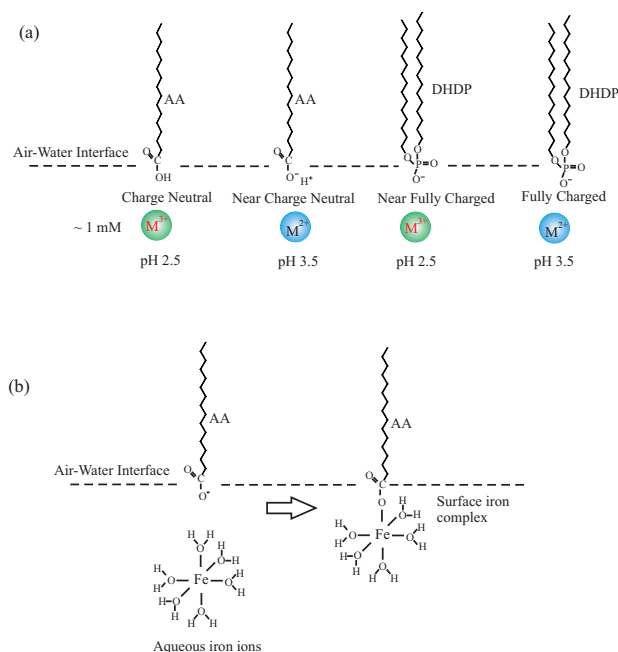 (a)
AA
AA
DHDP
DHDP
Air-Water Interface
O C OH
O C O⁻ H⁺
O O P O O⁻
O O P O O⁻
Charge Neutral
Near Charge Neutral
Near Fully Charged
Fully Charged
~ 1 mM
M³⁺
M²⁺
M³⁺
M²⁺
pH 2.5
pH 3.5
pH 2.5
pH 3.5
(b)
AA
AA
Air-Water Interface
O C O⁻
O C O
Surface iron
complex
H H
O O H
H H
H O Fe O H
H H
H O O
H H H
H O H
H O Fe O H
H H
H O O
H H H
Aqueous iron ions